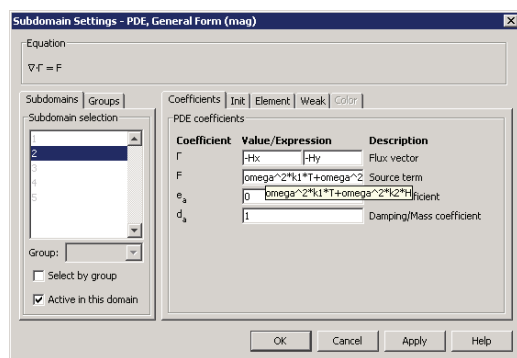 Subdomain Settings - PDE, General Form (mag)
Equation
∇·Γ = F
Subdomains Groups
Coefficients Init Element Weak Color
Subdomain selection
1
2
3
4
5
Group:
Select by group
Active in this domain
PDE coefficients
Coefficient Value/Expression Description
Γ -Hx -Hy Flux vector
F omega^2*k1*T+omega^2 Source term
omega^2*k1*T+omega^2*k2*H
e_a 0 ficient
d_a 1 Damping/Mass coefficient
OK Cancel Apply Help